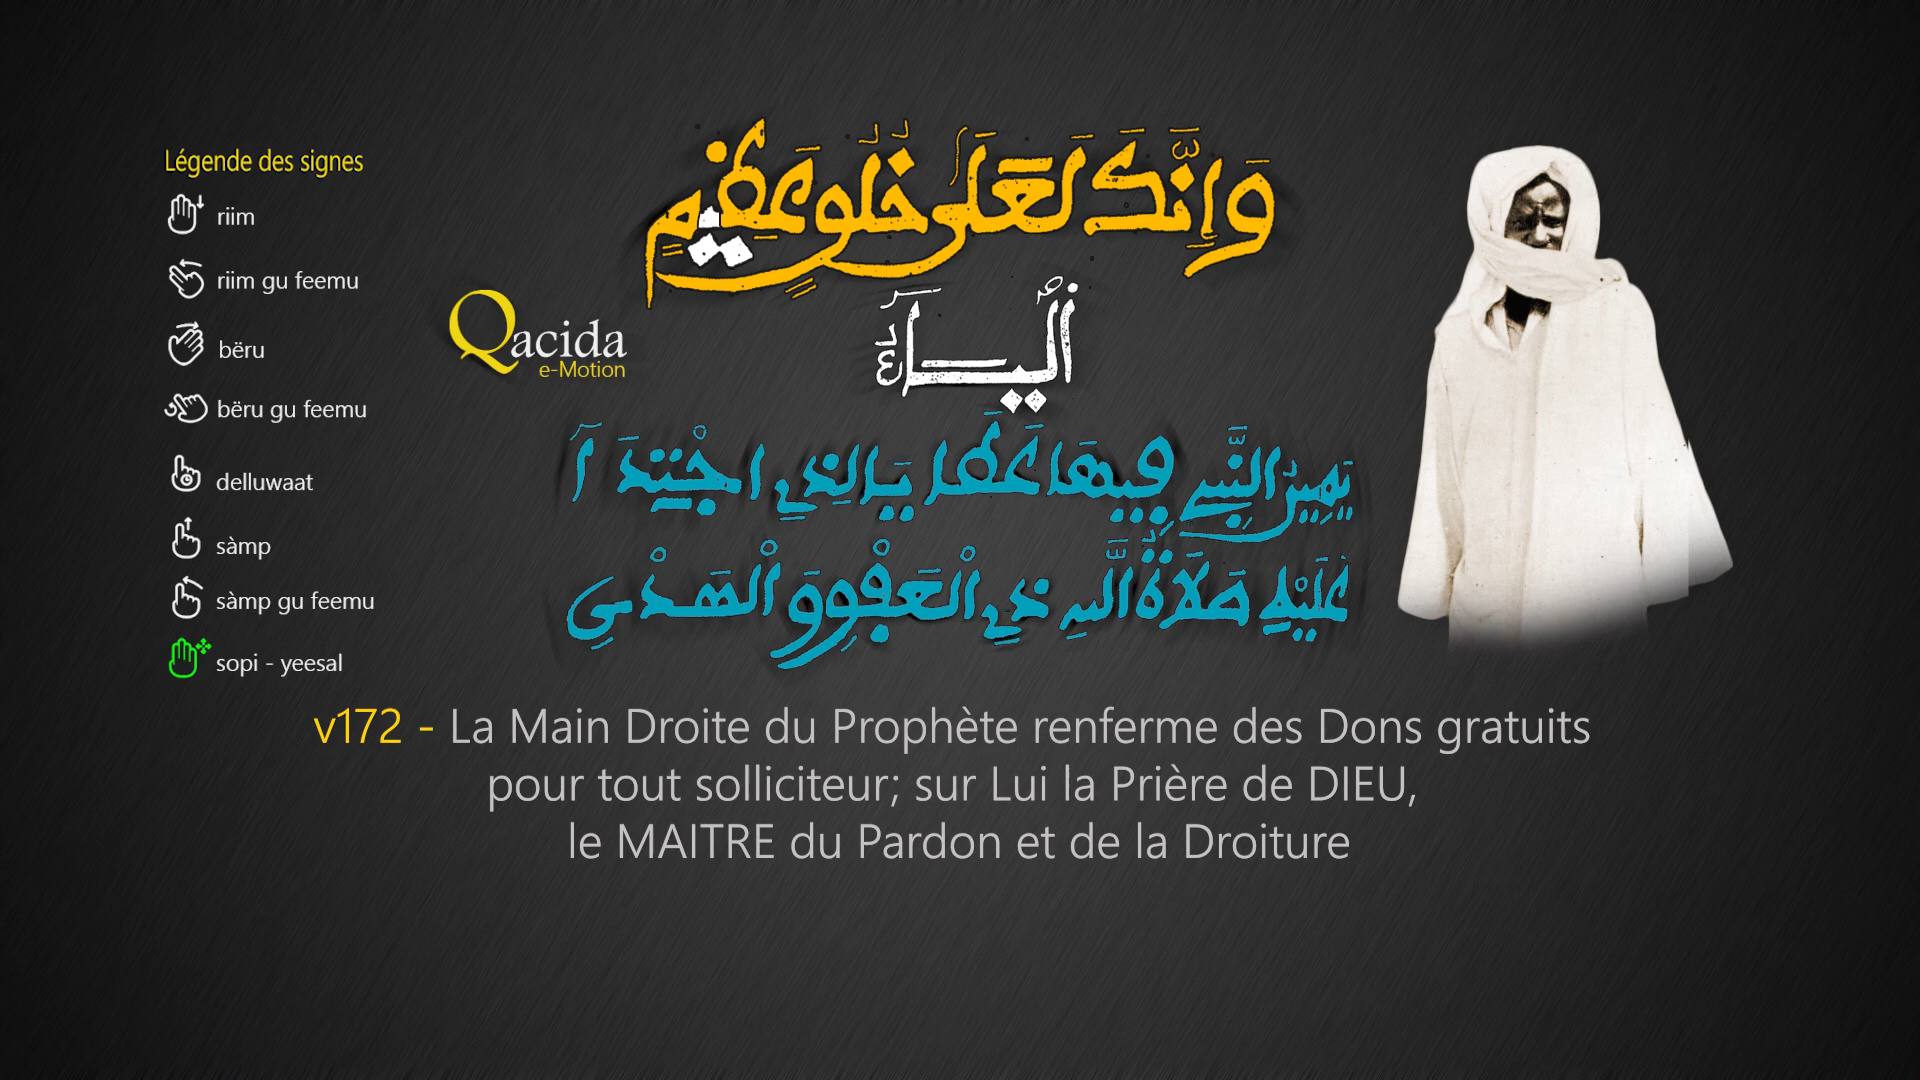 Légende des signes
riim
riim gu feemu
bëru
bëru gu feemu
delluwaat
sàmp
sàmp gu feemu
sopi - yeesal
وَإِنَّكَ لَعَلَى خُلُقٍ عَظِيمٍ
Qacida
e-Motion
اَلْيَاءُ
يَمِينُ النَّبِيِّ فِيهَا عَطَايَا لِذِي اجْتِدَا
عَلَيْهِ صَلَاةُ اللَّهِ ذِي الْعَفْوِ وَالْهَدْيِ
v172 - La Main Droite du Prophète renferme des Dons gratuits
pour tout solliciteur; sur Lui la Prière de DIEU,
le MAITRE du Pardon et de la Droiture